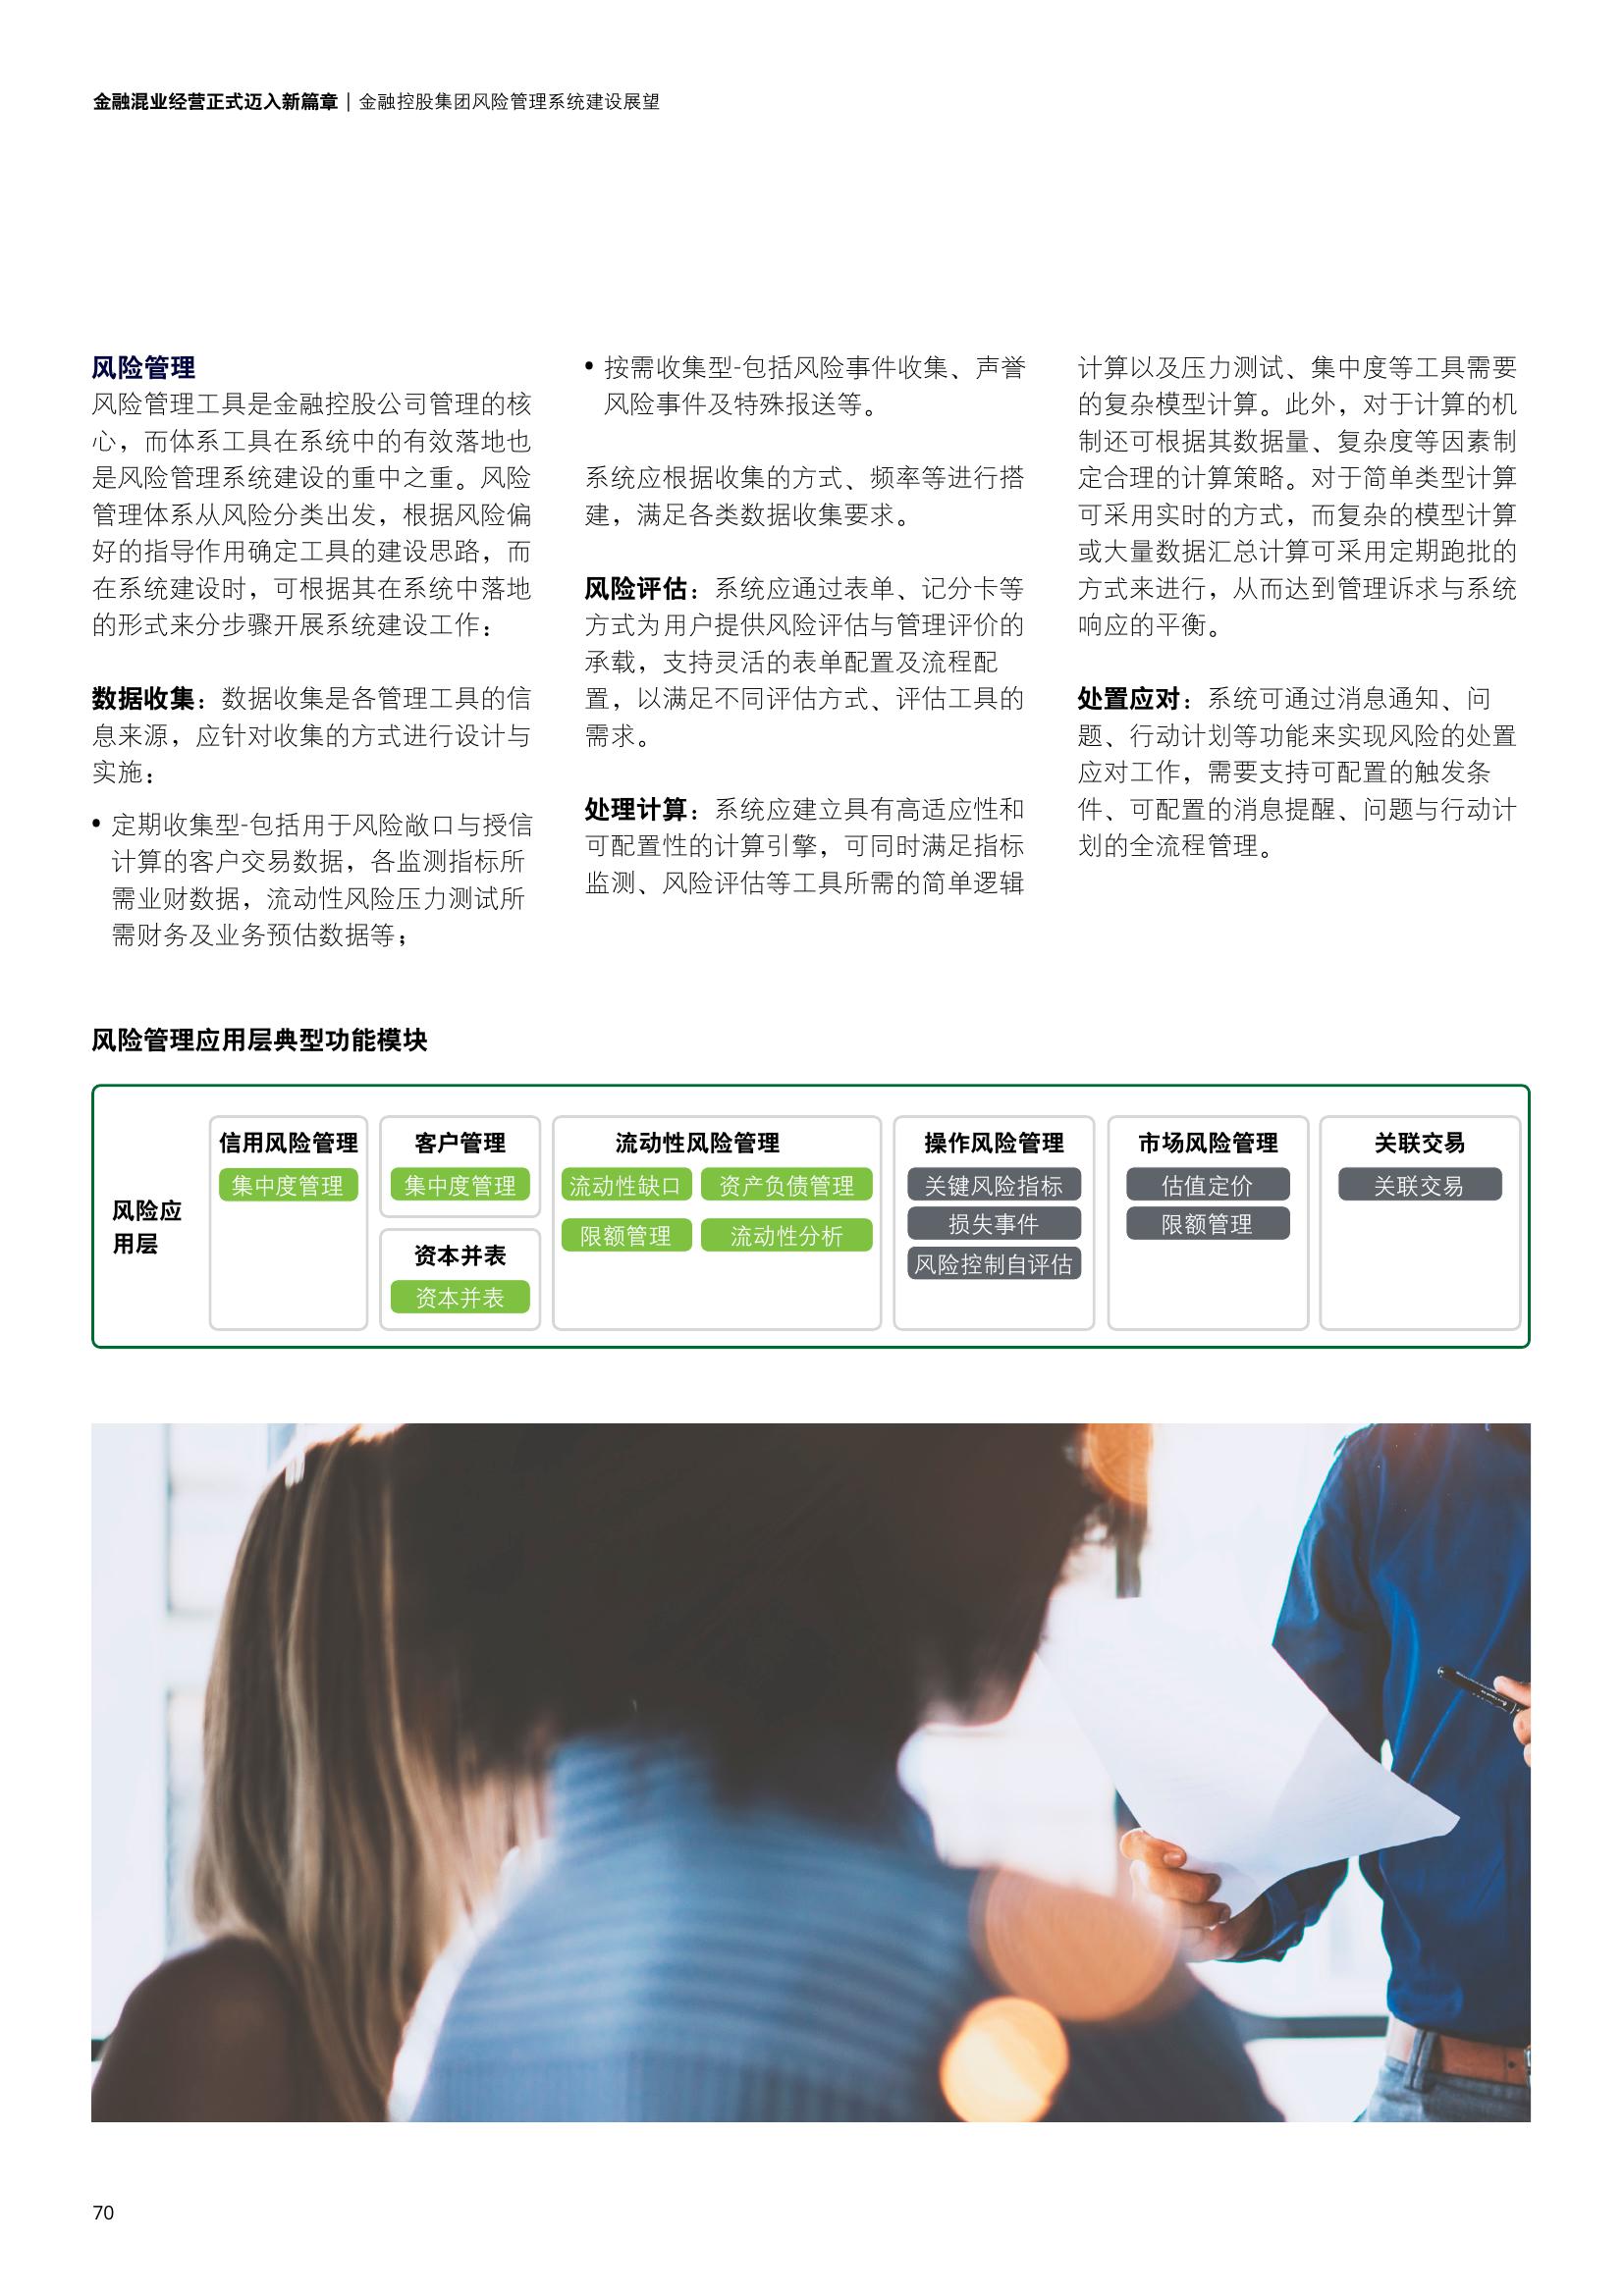 金融混业经营正式迈入新篇章 | 金融控股集团风险管理系统建设展望
风险管理
风险管理工具是金融控股公司管理的核
心，而体系工具在系统中的有效落地也
是风险管理系统建设的重中之重。风险
管理体系从风险分类出发，根据风险偏
好的指导作用确定工具的建设思路，而
在系统建设时，可根据其在系统中落地
的形式来分步骤开展系统建设工作：
数据收集：数据收集是各管理工具的信
息来源，应针对收集的方式进行设计与
实施：
• 定期收集型-包括用于风险敞口与授信
计算的客户交易数据，各监测指标所
需业财数据，流动性风险压力测试所
需财务及业务预估数据等；
• 按需收集型-包括风险事件收集、声誉
风险事件及特殊报送等。
系统应根据收集的方式、频率等进行搭
建，满足各类数据收集要求。
风险评估：系统应通过表单、记分卡等
方式为用户提供风险评估与管理评价的
承载，支持灵活的表单配置及流程配
置，以满足不同评估方式、评估工具的
需求。
处理计算：系统应建立具有高适应性和
可配置性的计算引擎，可同时满足指标
监测、风险评估等工具所需的简单逻辑
计算以及压力测试、集中度等工具需要
的复杂模型计算。此外，对于计算的机
制还可根据其数据量、复杂度等因素制
定合理的计算策略。对于简单类型计算
可采用实时的方式，而复杂的模型计算
或大量数据汇总计算可采用定期跑批的
方式来进行，从而达到管理诉求与系统
响应的平衡。
处置应对：系统可通过消息通知、问
题、行动计划等功能来实现风险的处置
应对工作，需要支持可配置的触发条
件、可配置的消息提醒、问题与行动计
划的全流程管理。
风险管理应用层典型功能模块
风险应
用层
信用风险管理
集中度管理
客户管理
集中度管理
资本并表
资本并表
流动性风险管理
流动性缺口 资产负债管理
限额管理 流动性分析
操作风险管理
关键风险指标
损失事件
风险控制自评估
市场风险管理
估值定价
限额管理
关联交易
关联交易
70